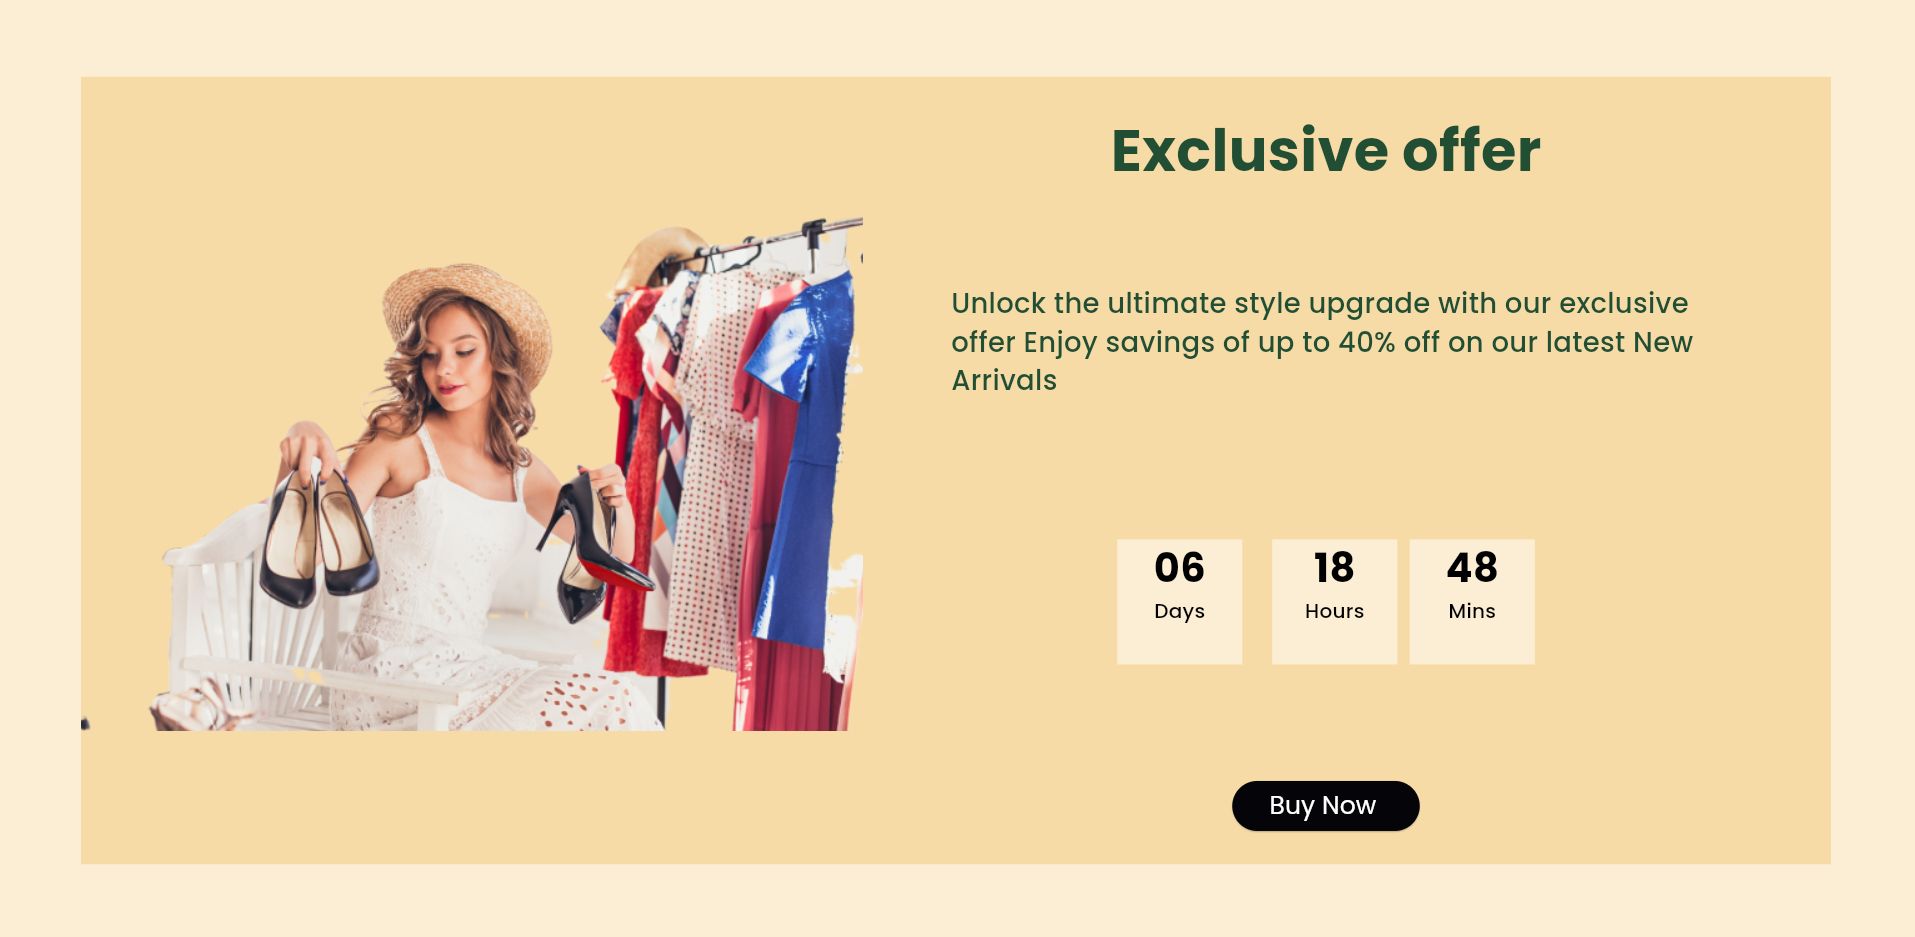 Exclusive offer
Unlock the ultimate style upgrade with our exclusive
offer Enjoy savings of up to 40% off on our latest New
Arrivals
06 18 48
Days Hours Mins
Buy Now